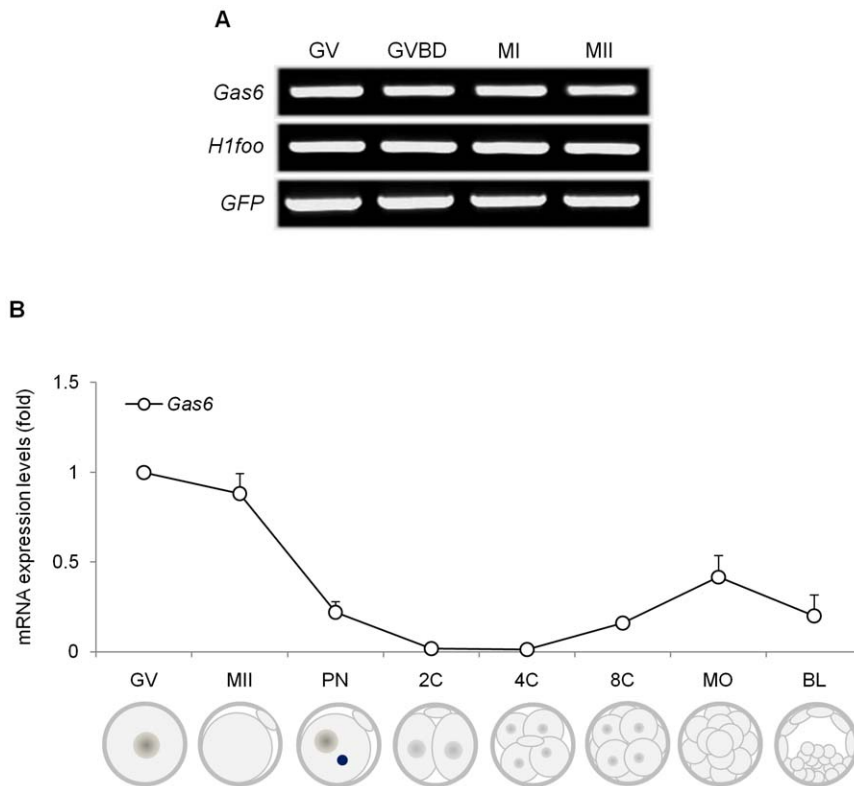 A
GV GVBD MI MII
Gas6
H1foo
GFP
B
mRNA expression levels (fold)
1.5
1
0.5
0
Gas6
GV MII PN 2C 4C 8C MO BL